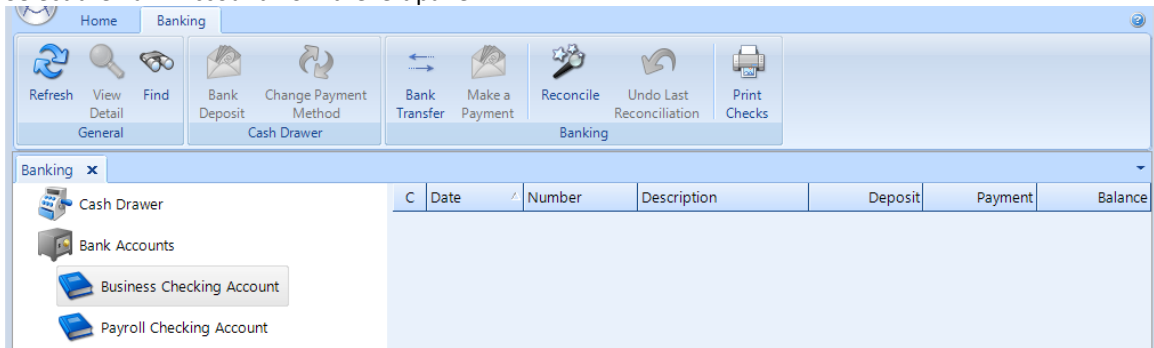 Home Banking
Refresh View Detail Find Bank Deposit Change Payment Method Bank Transfer Make a Payment Reconcile Undo Last Reconciliation Print Checks
General Cash Drawer Banking
Banking x
C Date Number Description Deposit Payment Balance
Cash Drawer
Bank Accounts
Business Checking Account
Payroll Checking Account